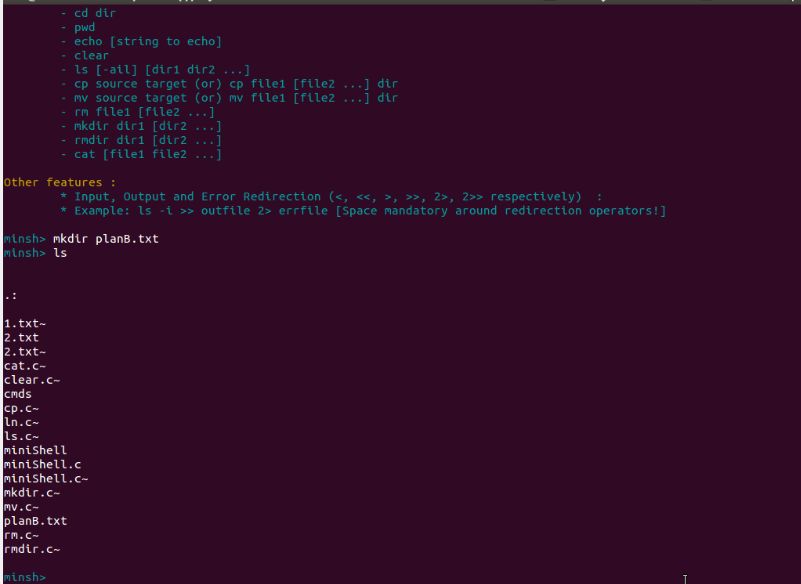 - cd dir
- pwd
- echo [string to echo]
- clear
- ls [-ail] [dir1 dir2 ...]
- cp source target (or) cp file1 [file2 ...] dir
- mv source target (or) mv file1 [file2 ...] dir
- rm file1 [file2 ...]
- mkdir dir1 [dir2 ...]
- rmdir dir1 [dir2 ...]
- cat [file1 file2 ...]
Other features :
* Input, Output and Error Redirection (<, <<, >, >>, 2>, 2>> respectively)  :
* Example: ls -i >> outfile 2> errfile [Space mandatory around redirection operators!]
minsh> mkdir planB.txt
minsh> ls
.:
1.txt~
2.txt
2.txt~
cat.c~
clear.c~
cmds
cp.c~
ln.c~
ls.c~
miniShell
miniShell.c
miniShell.c~
mkdir.c~
mv.c~
planB.txt
rm.c~
rmdir.c~
minsh>